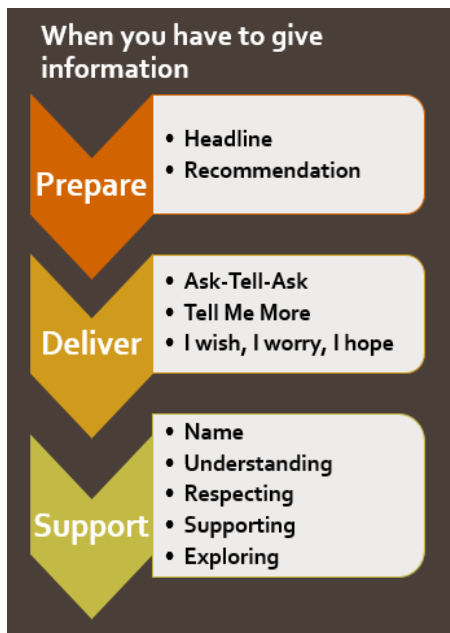 When you have to give
information
Prepare
• Headline
• Recommendation
Deliver
• Ask-Tell-Ask
• Tell Me More
• I wish, I worry, I hope
Support
• Name
• Understanding
• Respecting
• Supporting
• Exploring